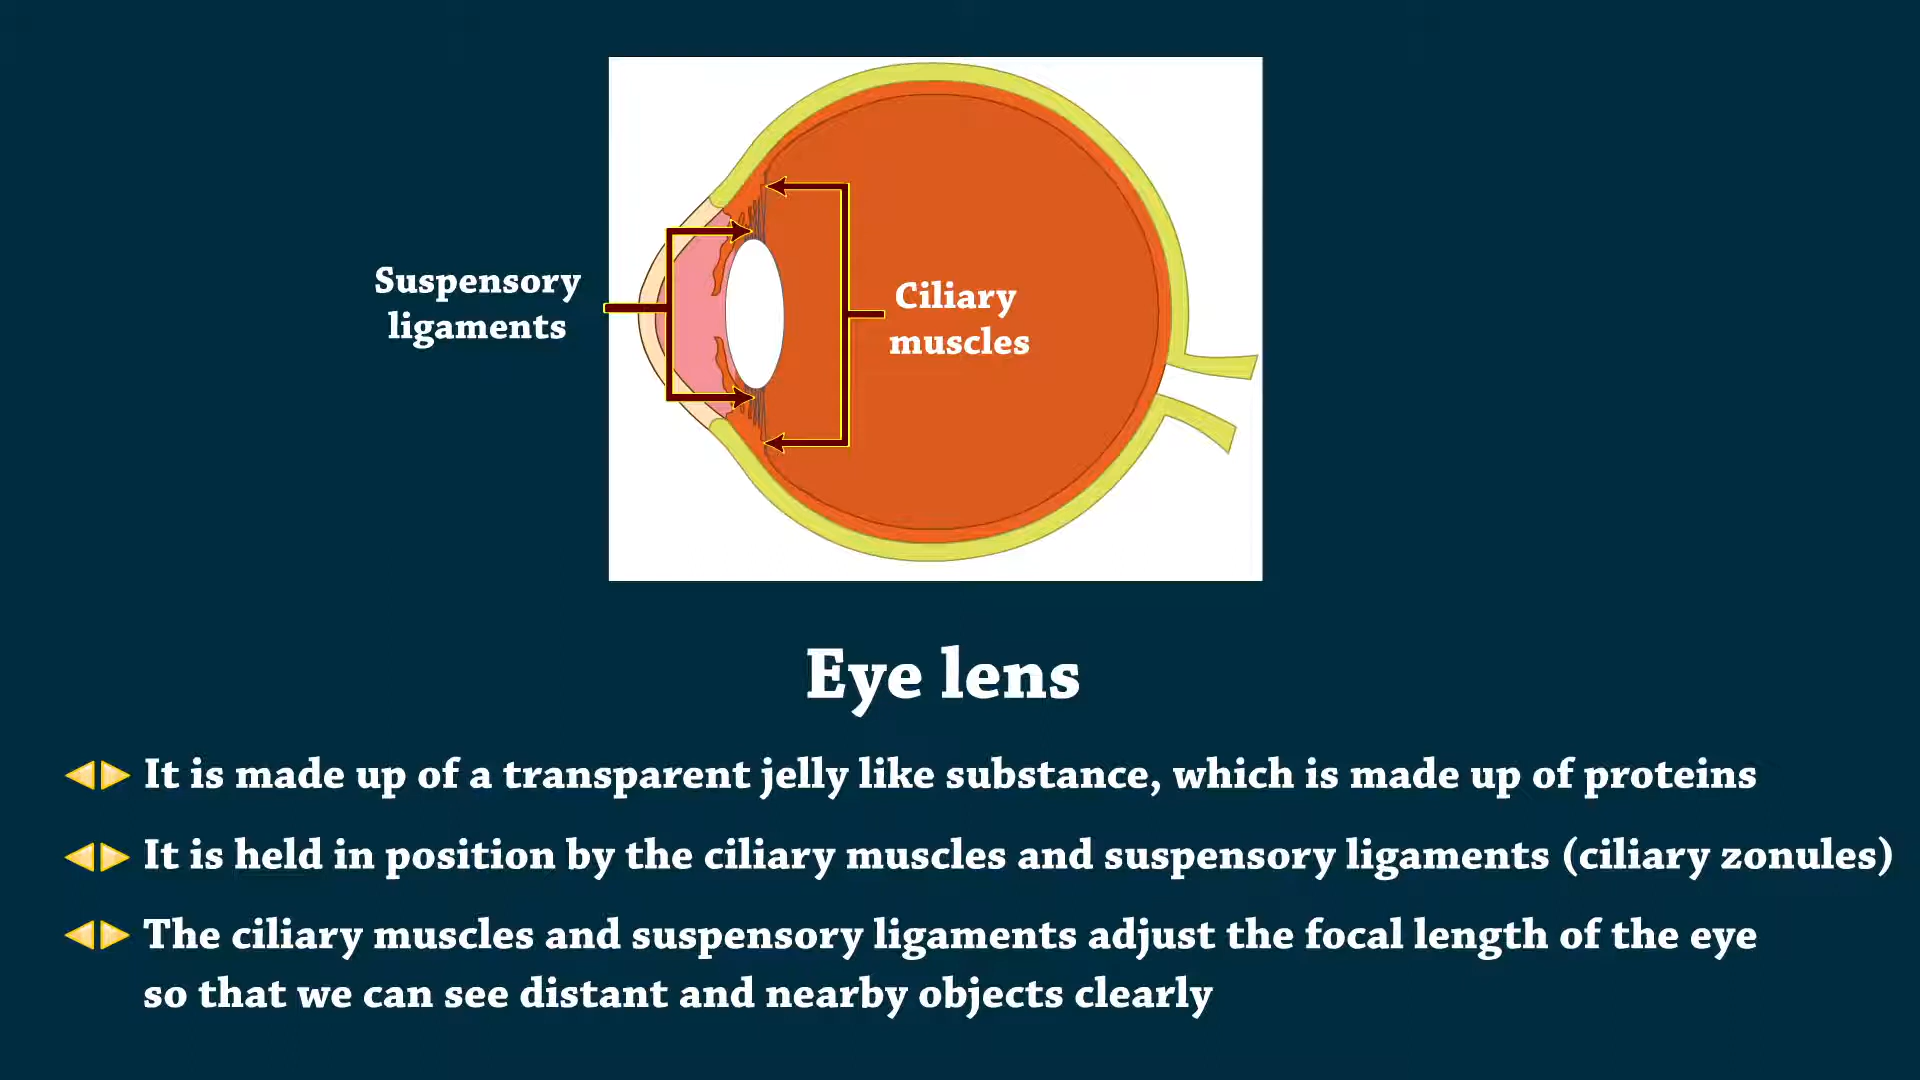 Suspensory
ligaments
Ciliary
muscles
Eye lens
It is made up of a transparent jelly like substance, which is made up of proteins
It is held in position by the ciliary muscles and suspensory ligaments (ciliary zonules)
The ciliary muscles and suspensory ligaments adjust the focal length of the eye
so that we can see distant and nearby objects clearly